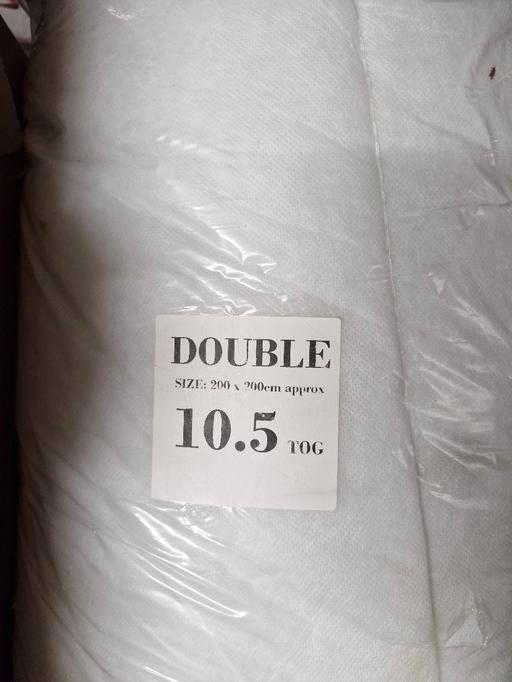 DOUBLE
SIZE: 200 x 200cm approx
10.5 TOG